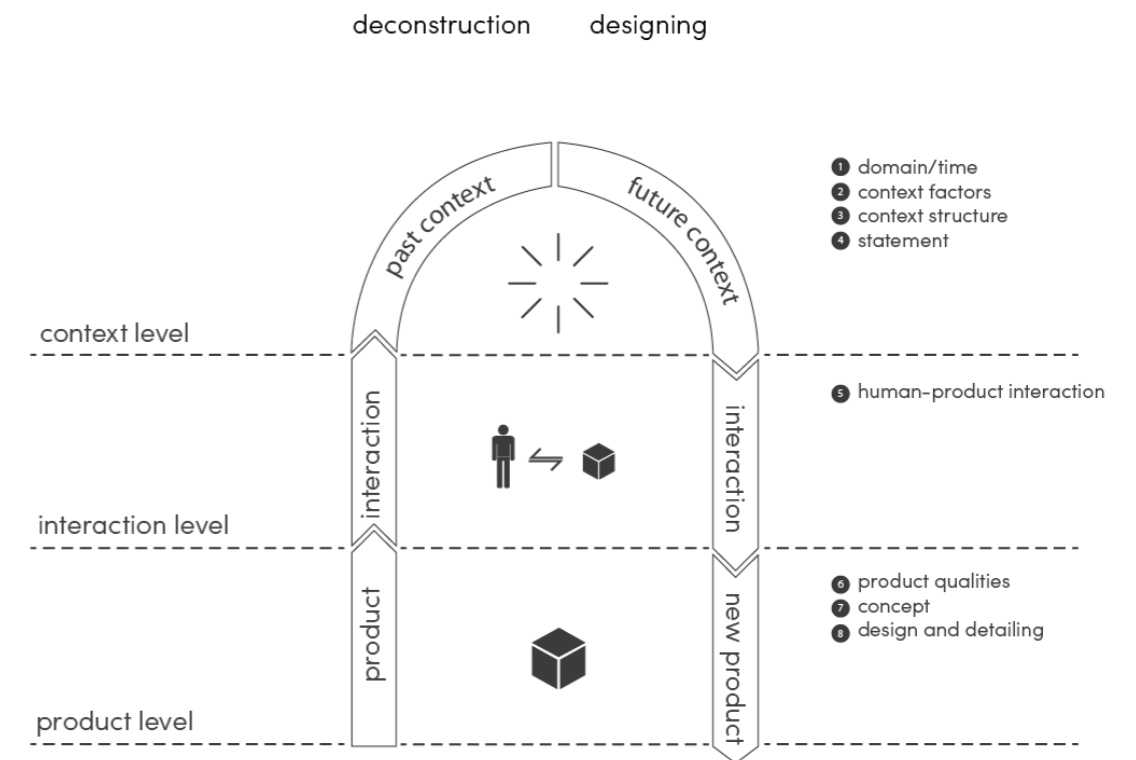 deconstruction designing
past context
future context
1 domain/time
2 context factors
3 context structure
4 statement
context level
interaction
interaction
5 human-product interaction
interaction level
product
new product
6 product qualities
7 concept
8 design and detailing
product level